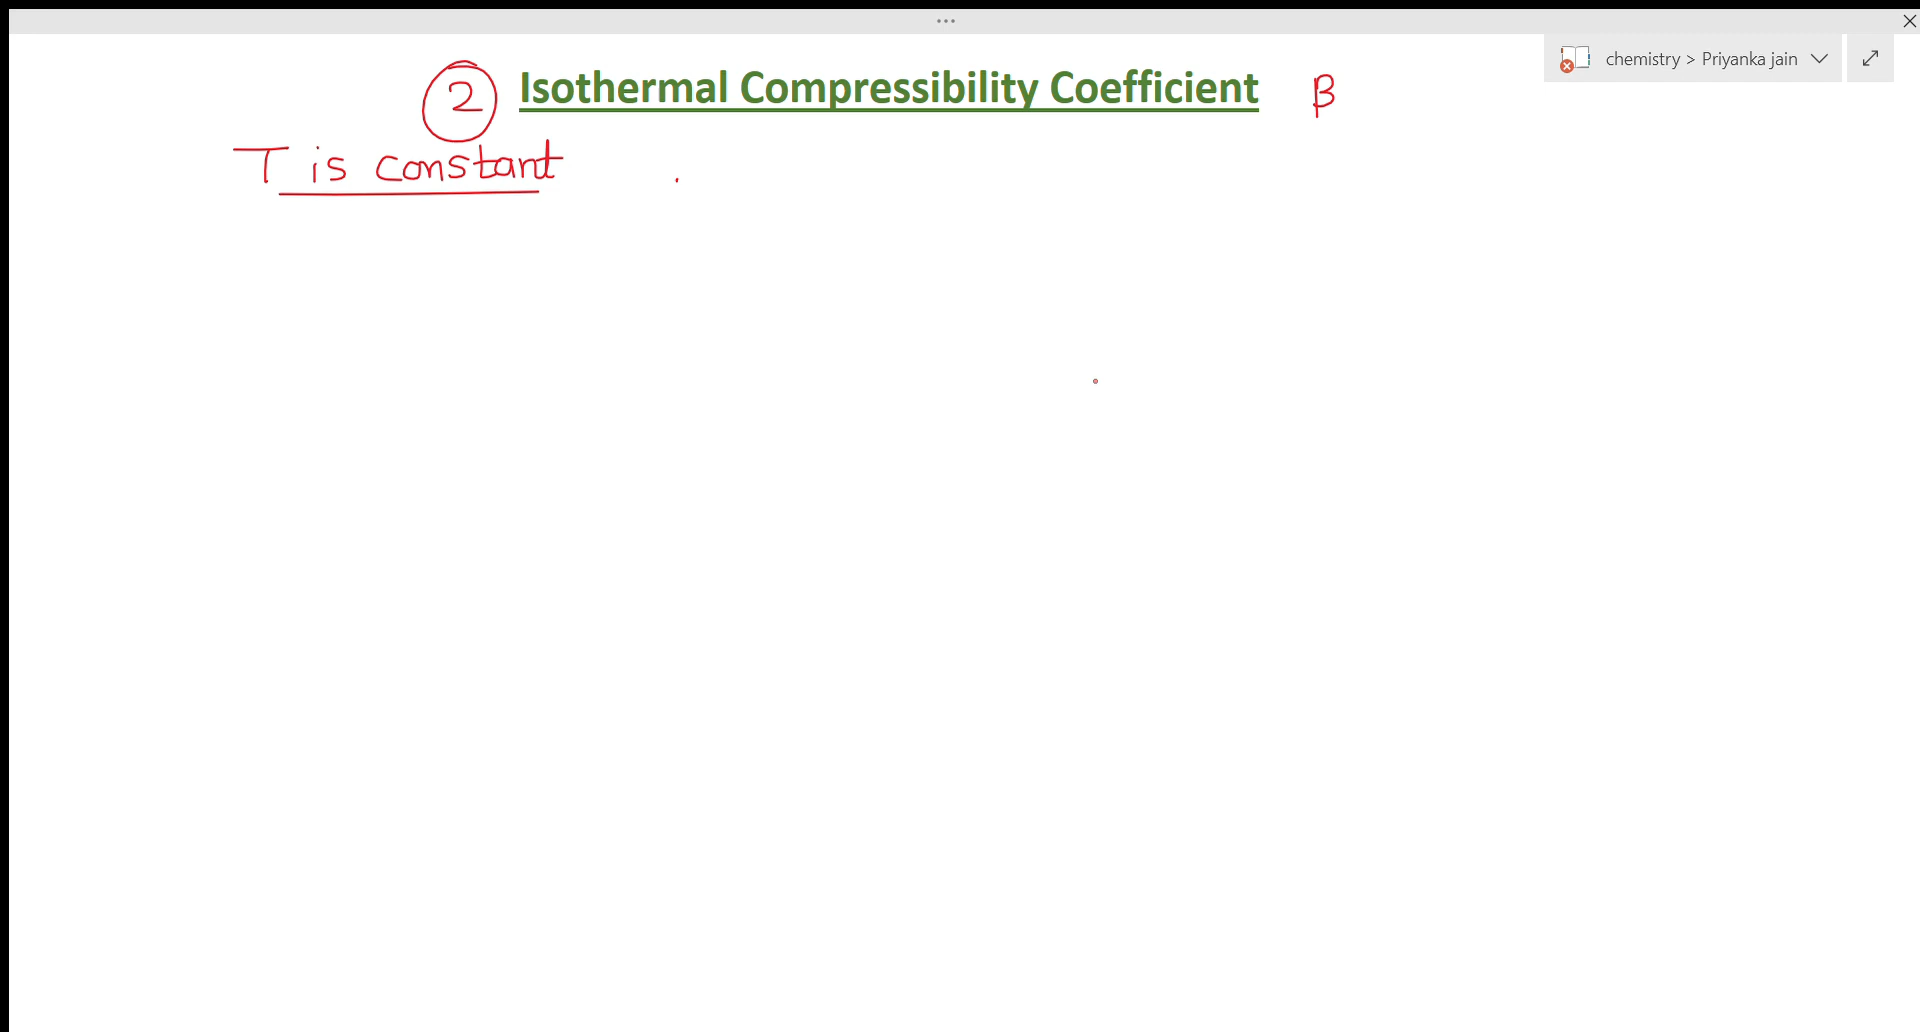 chemistry > Priyanka jain
2 Isothermal Compressibility Coefficient β
T is constant